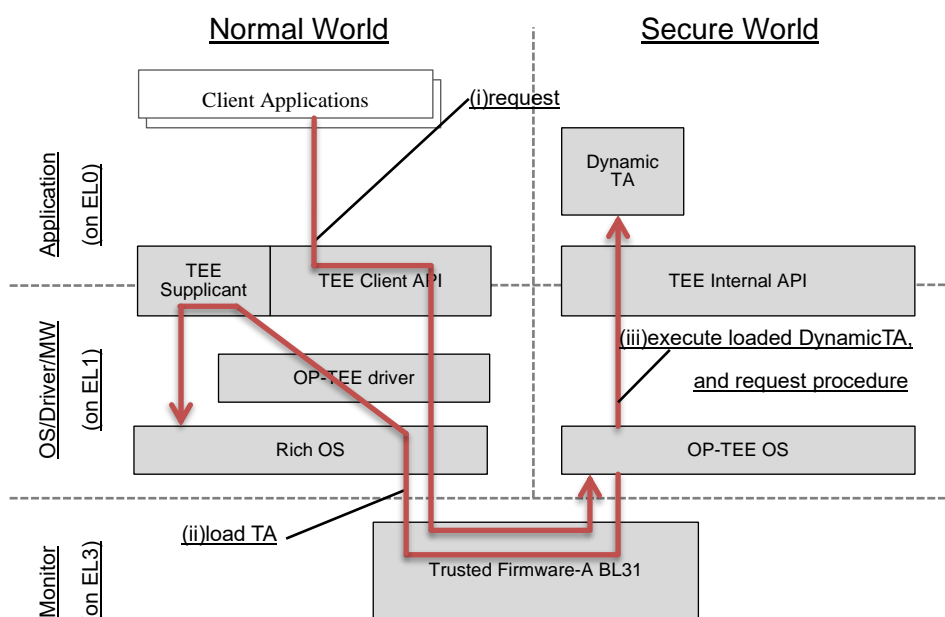 Normal World
Secure World
Client Applications
(i)request
Dynamic
TA
Application
(on EL0)
TEE
Supplicant
TEE Client API
TEE Internal API
(iii)execute loaded DynamicTA,
and request procedure
OS/Driver/MW
(on EL1)
OP-TEE driver
Rich OS
OP-TEE OS
(ii)load TA
Trusted Firmware-A BL31
Monitor
(on EL3)